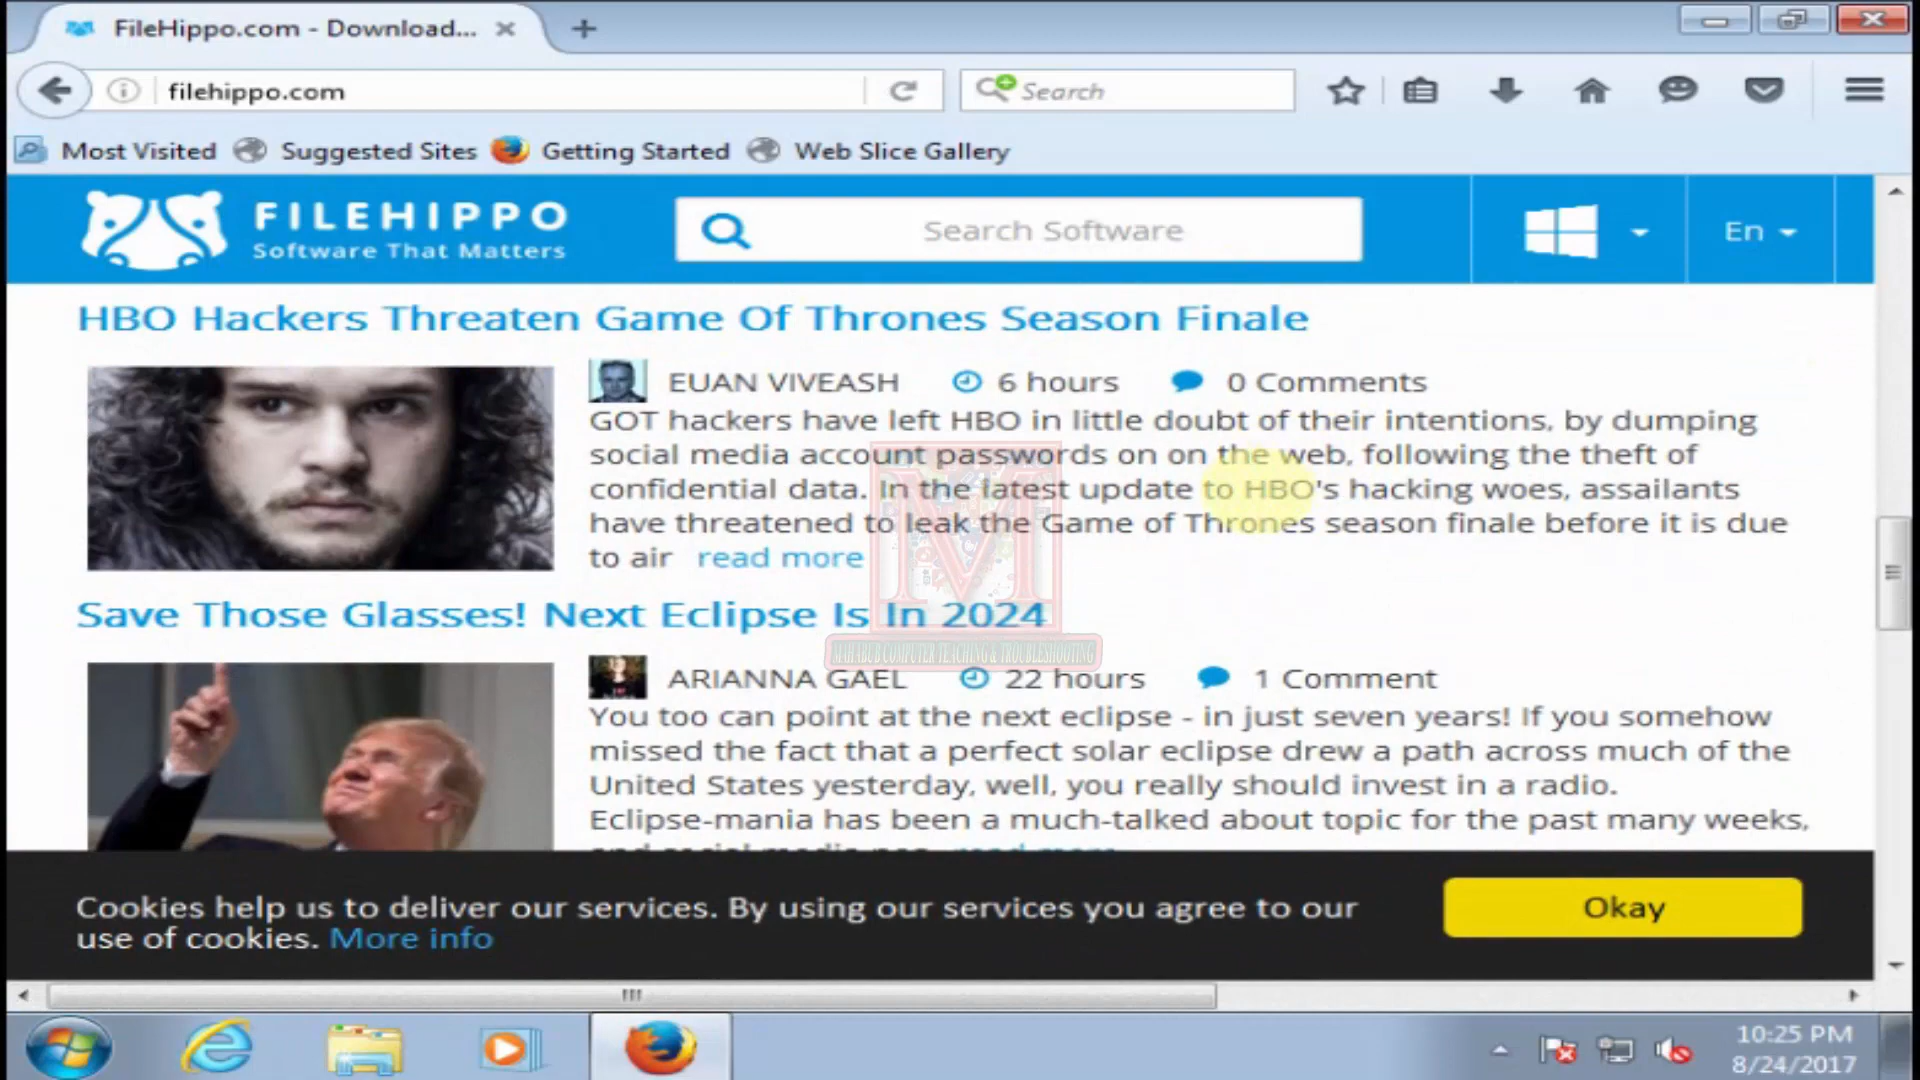 FileHippo.com - Download...
filehippo.com
Search
Most Visited
Suggested Sites
Getting Started
Web Slice Gallery
FILEHIPPO
Software That Matters
Search Software
En
HBO Hackers Threaten Game Of Thrones Season Finale
EUAN VIVEASH 6 hours 0 Comments
GOT hackers have left HBO in little doubt of their intentions, by dumping
social media account passwords on on the web, following the theft of
confidential data. In the latest update to HBO's hacking woes, assailants
have threatened to leak the Game of Thrones season finale before it is due
to air read more
M
Save Those Glasses! Next Eclipse Is In 2024
MAHABUB COMPUTER TEACHING & TROUBLESHOOTING
ARIANNA GAEL 22 hours 1 Comment
You too can point at the next eclipse - in just seven years! If you somehow
missed the fact that a perfect solar eclipse drew a path across much of the
United States yesterday, well, you really should invest in a radio.
Eclipse-mania has been a much-talked about topic for the past many weeks,
Cookies help us to deliver our services. By using our services you agree to our
use of cookies. More info
Okay
10:25 PM
8/24/2017